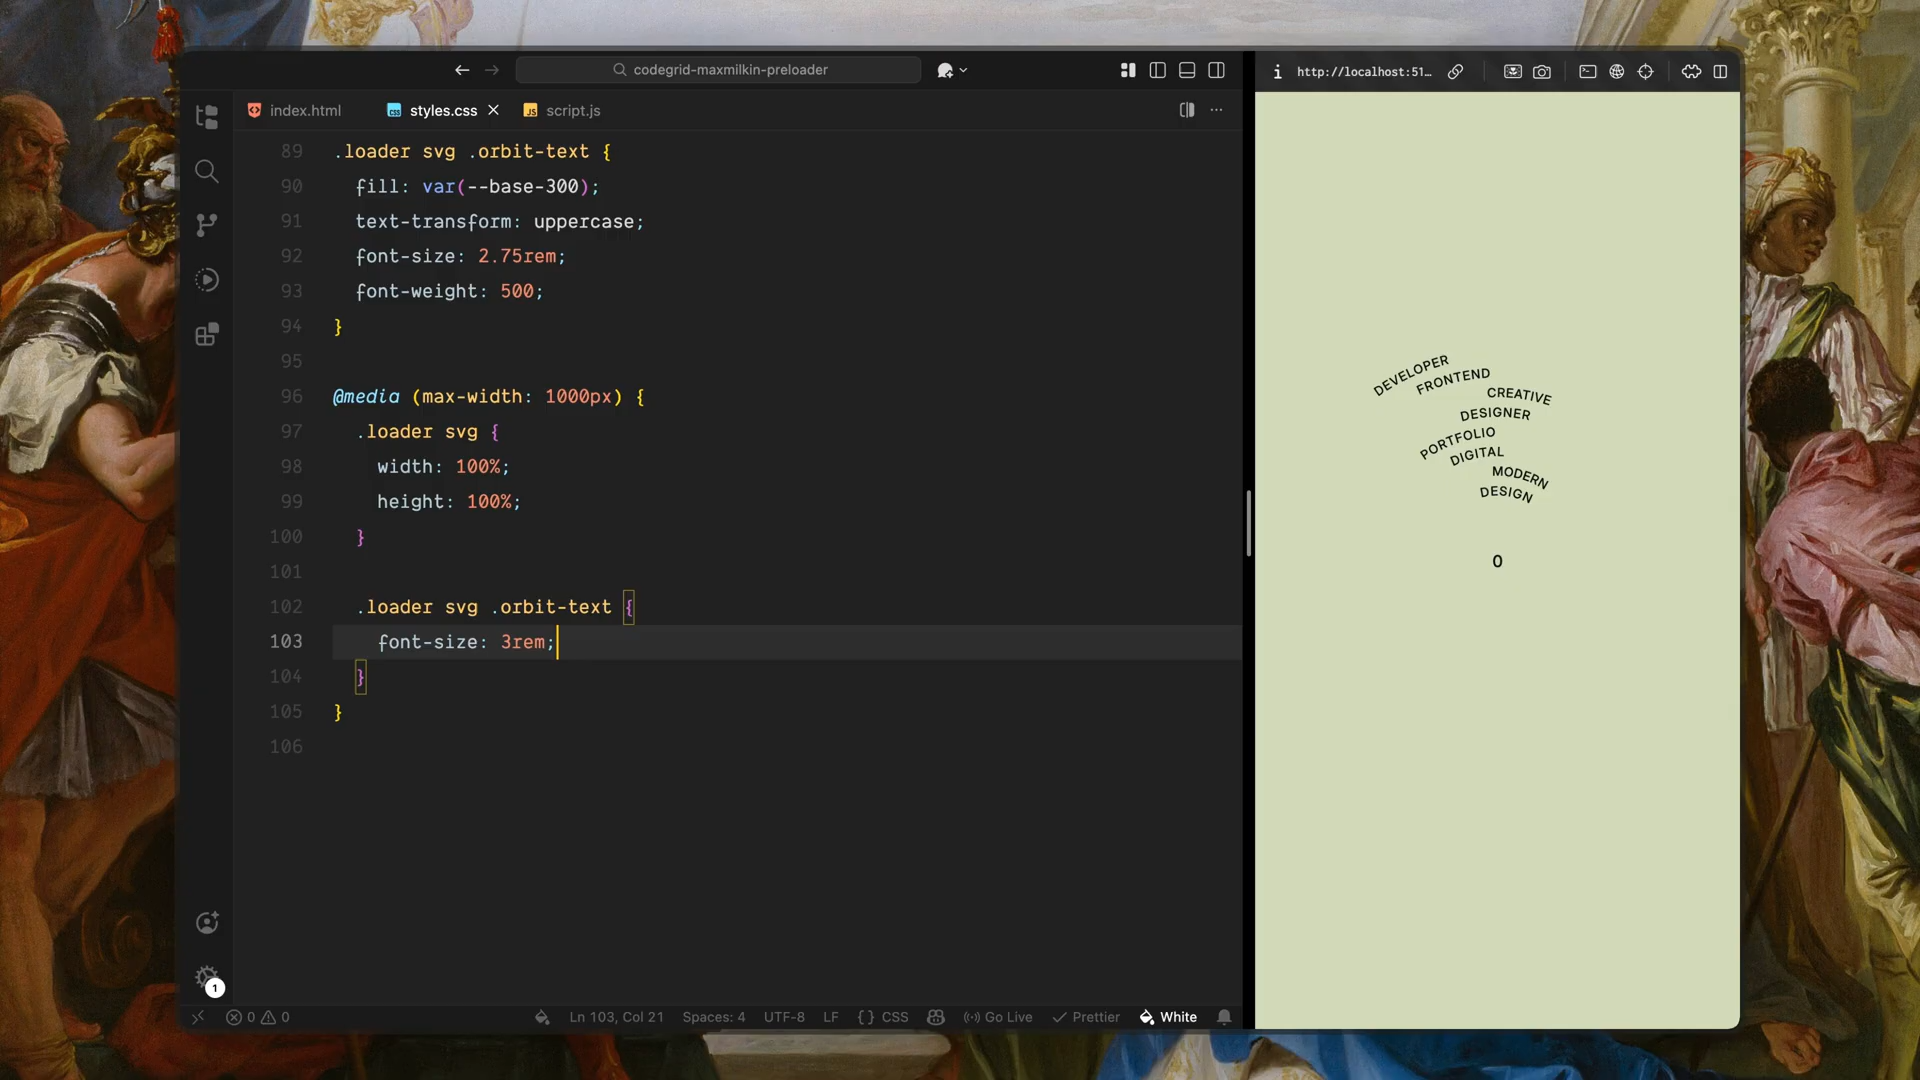 codegrid-maxmilkin-preloader
http://localhost:51…
index.html
styles.css
script.js
89 .loader svg .orbit-text {
90 fill: var(--base-300);
91 text-transform: uppercase;
92 font-size: 2.75rem;
93 font-weight: 500;
94 }
95
96 @media (max-width: 1000px) {
97 .loader svg {
98 width: 100%;
99 height: 100%;
100 }
101
102 .loader svg .orbit-text {
103 font-size: 3rem;
104 }
105 }
106
DEVELOPER
FRONTEND
CREATIVE
DESIGNER
PORTFOLIO
DIGITAL
MODERN
DESIGN
0
1
0 0
Ln 103, Col 21
Spaces: 4
UTF-8
LF
{} CSS
Go Live
Prettier
White